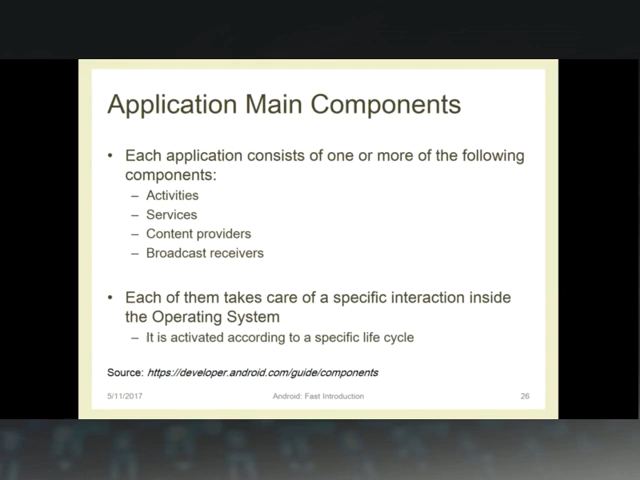 Application Main Components
• Each application consists of one or more of the following
components:
– Activities
– Services
– Content providers
– Broadcast receivers
• Each of them takes care of a specific interaction inside
the Operating System
– It is activated according to a specific life cycle
Source: https://developer.android.com/guide/components
5/11/2017 Android: Fast Introduction 26